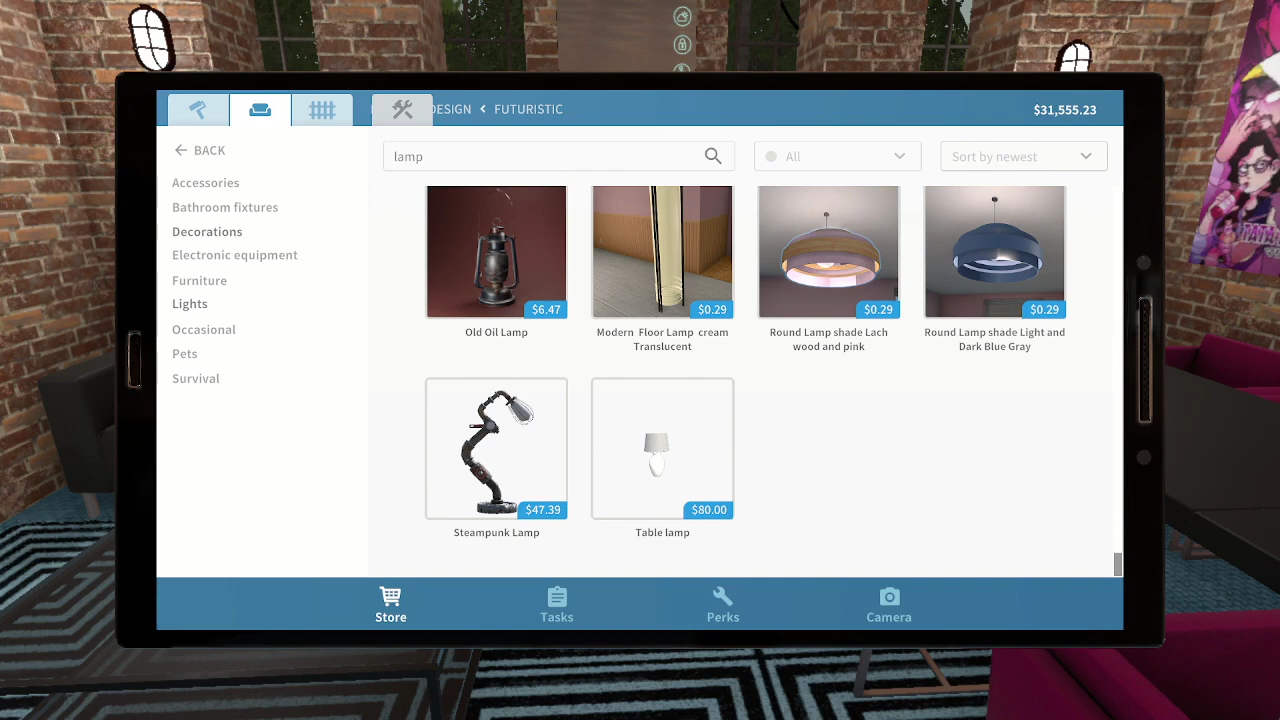 DESIGN < FUTURISTIC
$31,555.23
BACK
lamp
All
Sort by newest
Accessories
Bathroom fixtures
Decorations
Electronic equipment
Furniture
Lights
Occasional
Pets
Survival
$6.47
$0.29
$0.29
$0.29
Old Oil Lamp
Modern Floor Lamp cream
Translucent
Round Lamp shade Lach
wood and pink
Round Lamp shade Light and
Dark Blue Gray
$47.39
$80.00
Steampunk Lamp
Table lamp
Store
Tasks
Perks
Camera